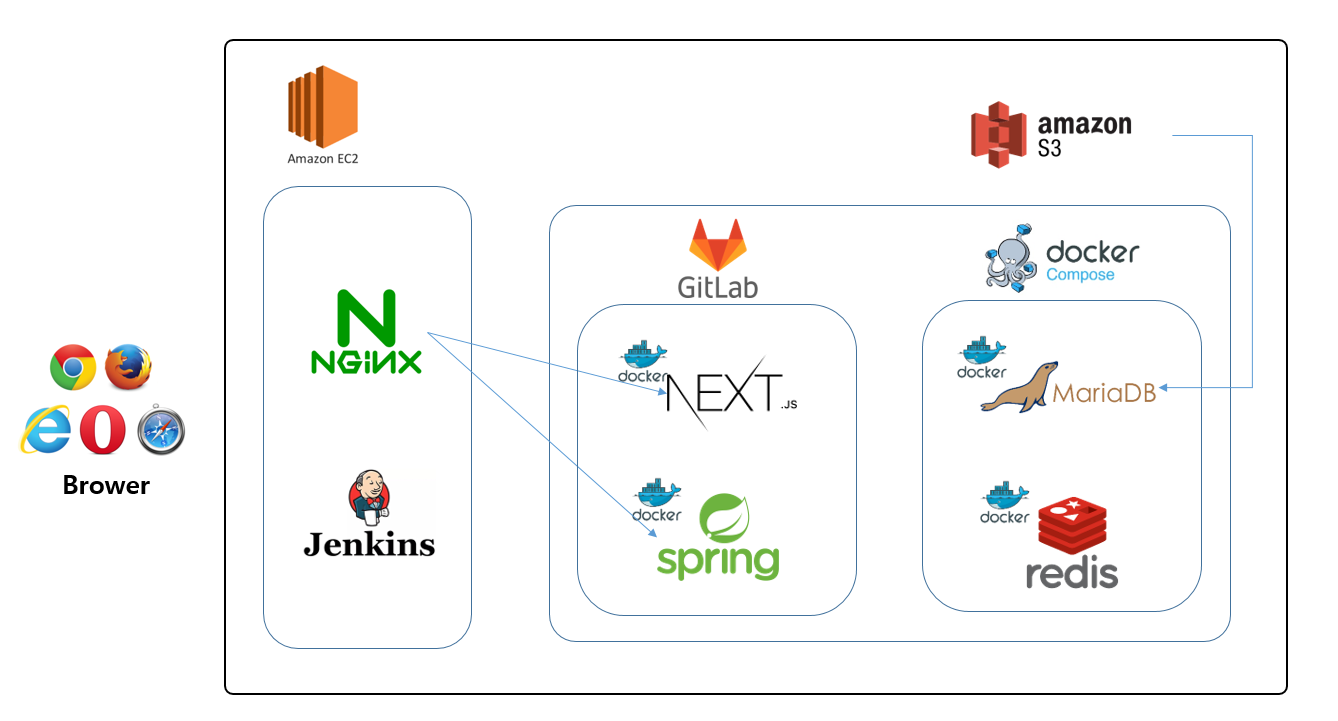 Amazon EC2
amazon
S3
GitLab
docker
Compose
NGiNX
docker
NEXT.JS
docker
MariaDB
Brower
Jenkins
docker
spring
docker
redis